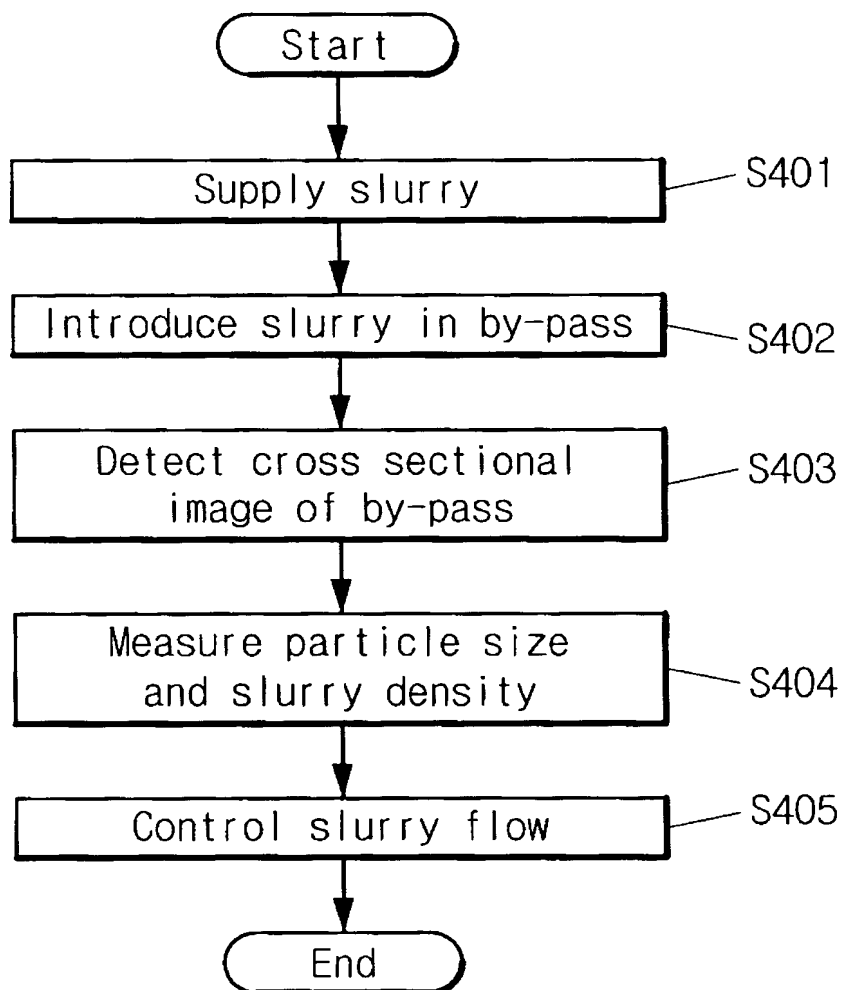 Start
Supply slurry
S401
Introduce slurry in by-pass
S402
Detect cross sectional
image of by-pass
S403
Measure particle size
and slurry density
S404
Control slurry flow
S405
End